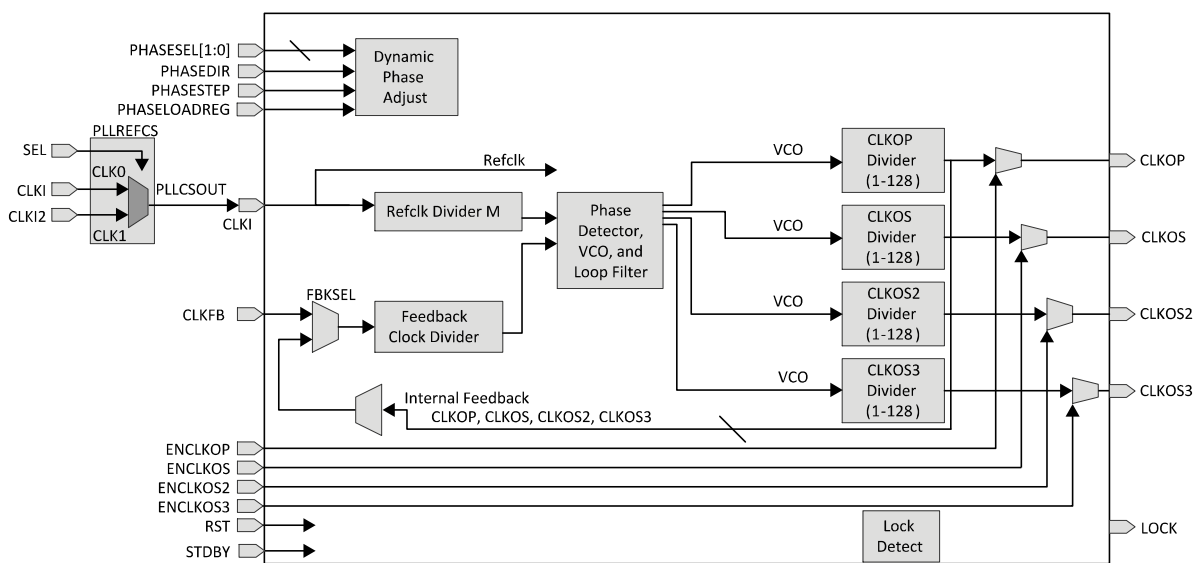 PHASESEL[1:0]
PHASEDIR
PHASESTEP
PHASELOADREG
Dynamic
Phase
Adjust
PLLREFCS
SEL
CLK0
CLKI
CLKI2
CLK1
PLLCSOUT
CLKI
Refclk
Refclk Divider M
Phase
Detector,
VCO, and
Loop Filter
VCO
CLKOP
Divider
(1-128)
CLKOP
VCO
CLKOS
Divider
(1-128)
CLKOS
CLKFB
FBKSEL
Feedback
Clock Divider
VCO
CLKOS2
Divider
(1-128)
CLKOS2
VCO
CLKOS3
Divider
(1-128)
CLKOS3
Internal Feedback
CLKOP, CLKOS, CLKOS2, CLKOS3
ENCLKOP
ENCLKOS
ENCLKOS2
ENCLKOS3
RST
STDBY
Lock
Detect
LOCK